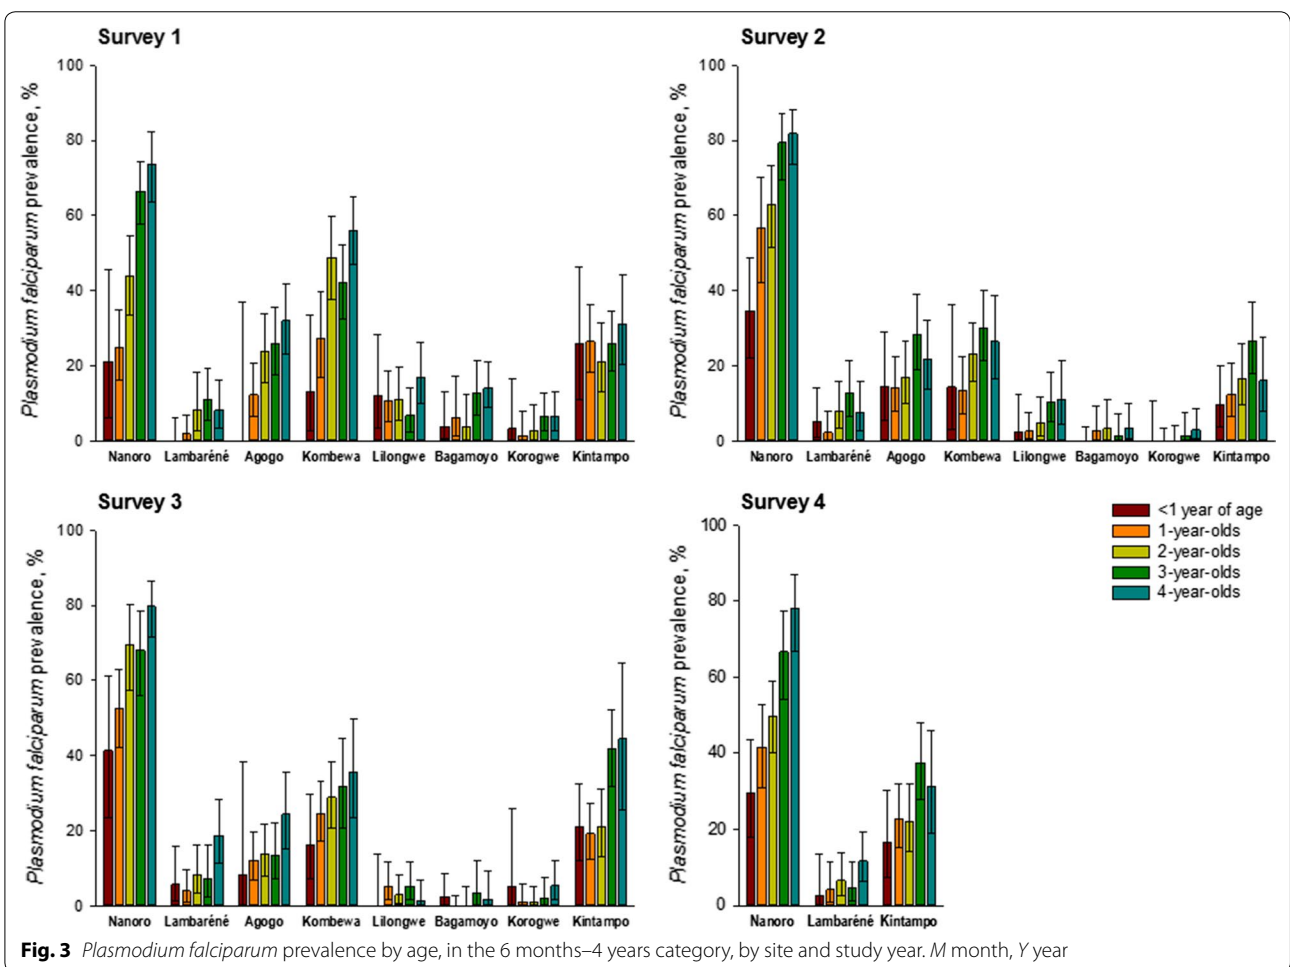 Survey 1
Plasmodium falciparum prevalence, %
100
80
60
40
20
0
Nanoro Lambaréné Agogo Kombewa Lilongwe Bagamoyo Korogwe Kintampo
Survey 2
Plasmodium falciparum prevalence, %
100
80
60
40
20
0
Nanoro Lambaréné Agogo Kombewa Lilongwe Bagamoyo Korogwe Kintampo
Survey 3
Plasmodium falciparum prevalence, %
100
80
60
40
20
0
Nanoro Lambaréné Agogo Kombewa Lilongwe Bagamoyo Korogwe Kintampo
Survey 4
Plasmodium falciparum prevalence, %
100
80
60
40
20
0
Nanoro Lambaréné Kintampo
<1 year of age
1-year-olds
2-year-olds
3-year-olds
4-year-olds
Fig. 3 Plasmodium falciparum prevalence by age, in the 6 months–4 years category, by site and study year. M month, Y year